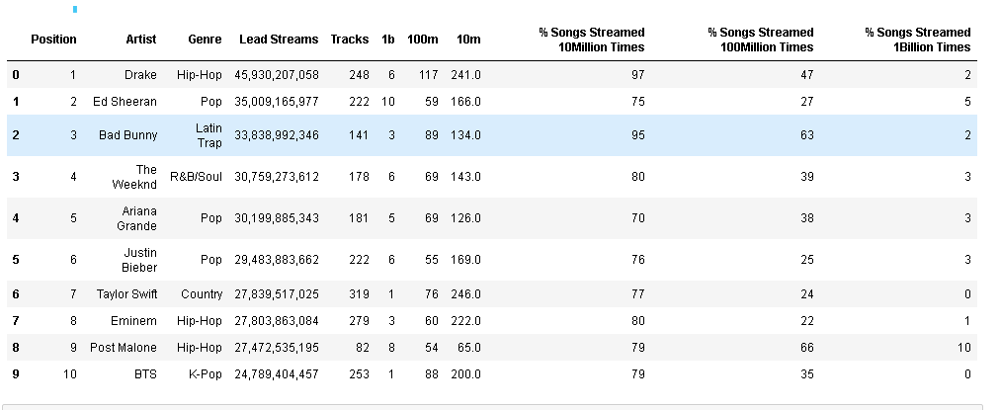 Position Artist Genre Lead Streams Tracks 1b 100m 10m % Songs Streamed 10Million Times % Songs Streamed 100Million Times % Songs Streamed 1Billion Times
0 1 Drake Hip-Hop 45,930,207,058 248 6 117 241.0 97 47 2
1 2 Ed Sheeran Pop 35,009,165,977 222 10 59 166.0 75 27 5
2 3 Bad Bunny Latin Trap 33,838,992,346 141 3 89 134.0 95 63 2
3 4 The Weeknd R&B/Soul 30,759,273,612 178 6 69 143.0 80 39 3
4 5 Ariana Grande Pop 30,199,885,343 181 5 69 126.0 70 38 3
5 6 Justin Bieber Pop 29,483,883,662 222 6 55 169.0 76 25 3
6 7 Taylor Swift Country 27,839,517,025 319 1 76 246.0 77 24 0
7 8 Eminem Hip-Hop 27,803,863,084 279 3 60 222.0 80 22 1
8 9 Post Malone Hip-Hop 27,472,535,195 82 8 54 65.0 79 66 10
9 10 BTS K-Pop 24,789,404,457 253 1 88 200.0 79 35 0